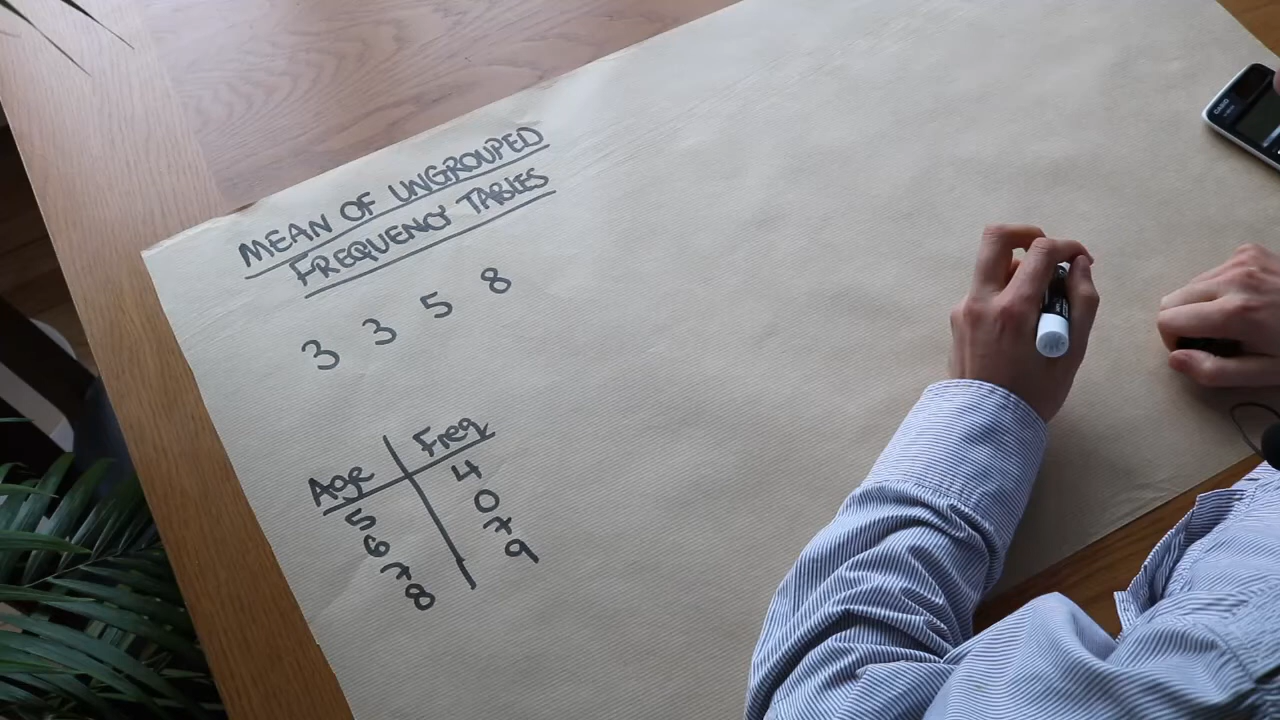 MEAN OF UNGROUPED
FREQUENCY TABLES
3 3 5 8
Age Freq
5 4
6 0
7 7
8 9
CASIO